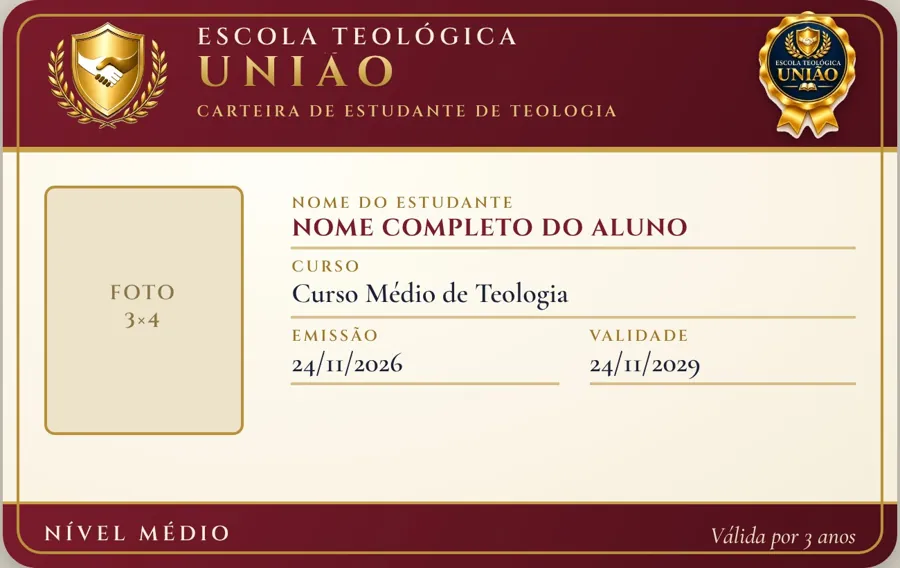 ESCOLA TEOLÓGICA
UNIÃO
CARTEIRA DE ESTUDANTE DE TEOLOGIA
ESCOLA TEOLÓGICA
UNIÃO
FOTO
3×4
NOME DO ESTUDANTE
NOME COMPLETO DO ALUNO
CURSO
Curso Médio de Teologia
EMISSÃO
24/11/2026
VALIDADE
24/11/2029
NÍVEL MÉDIO
Válida por 3 anos